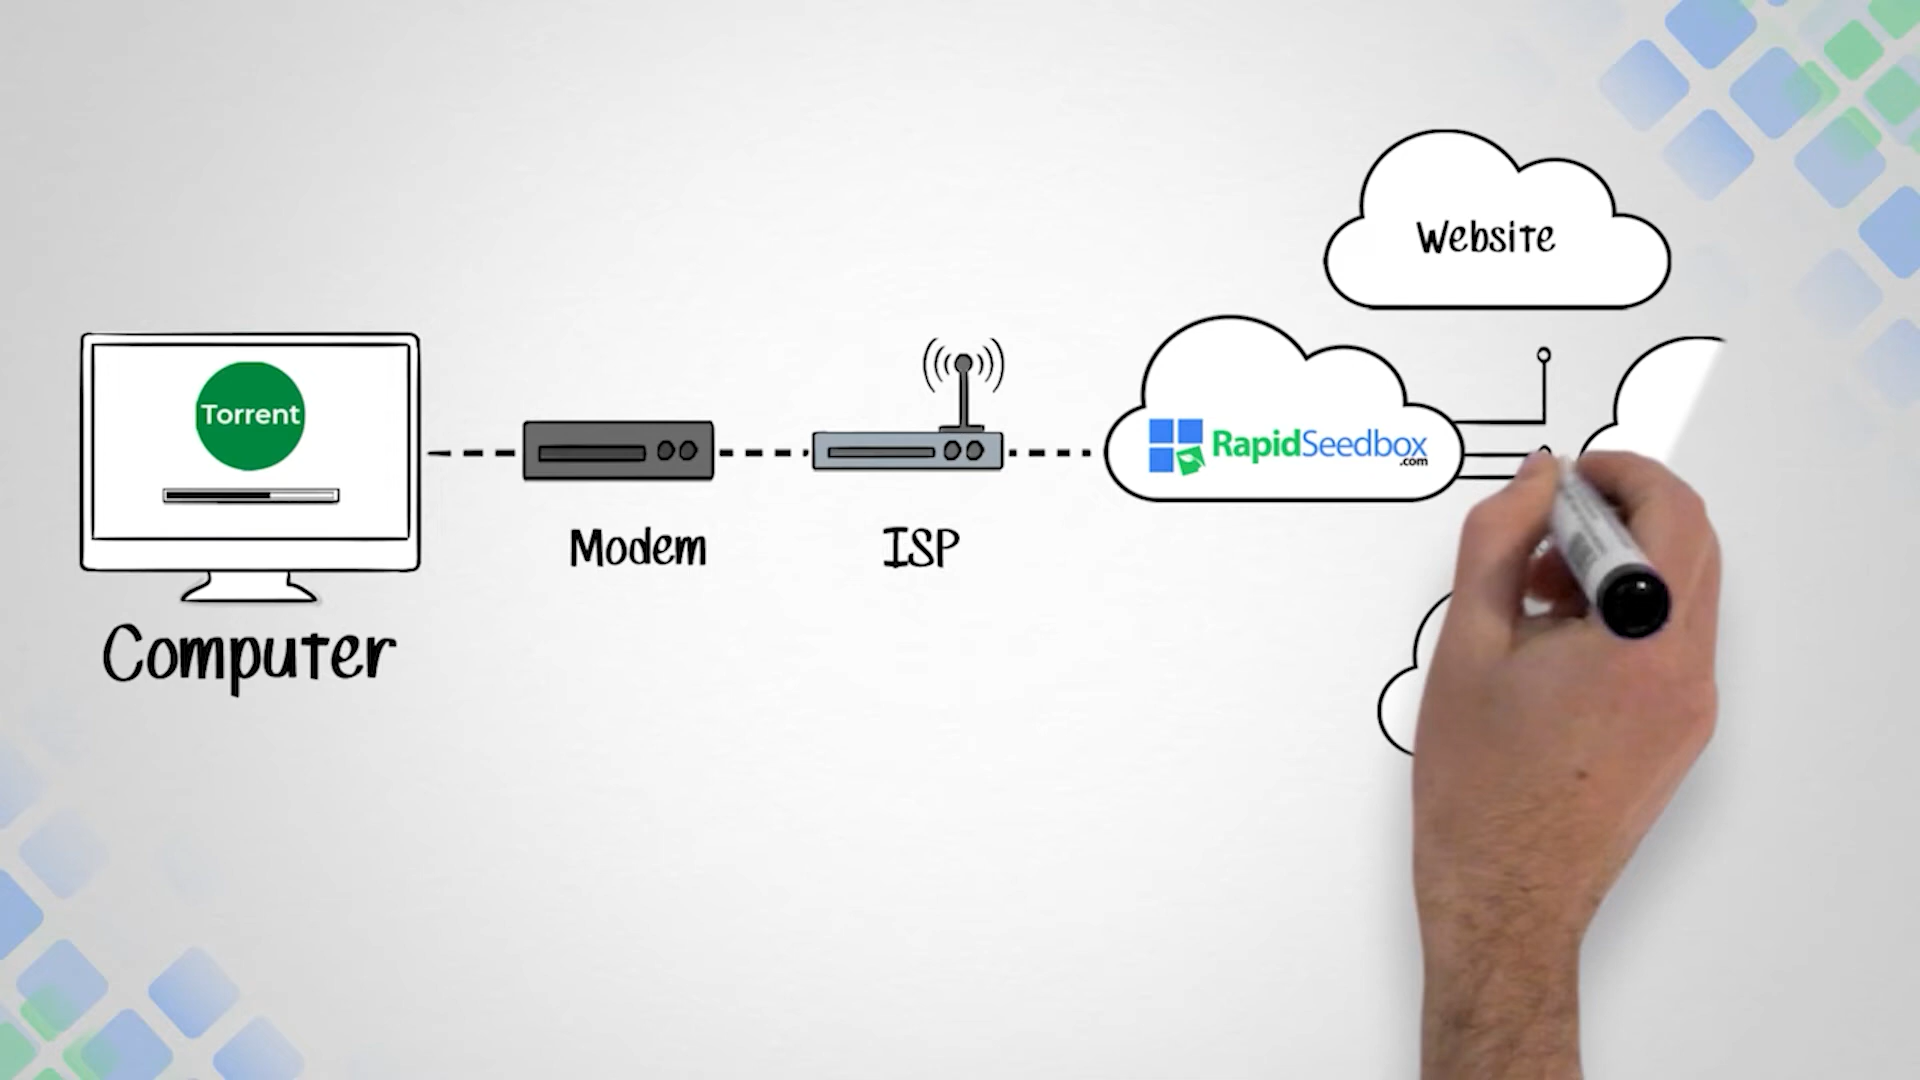 Website
Torrent
RapidSeedbox
.com
Modem
ISP
Computer